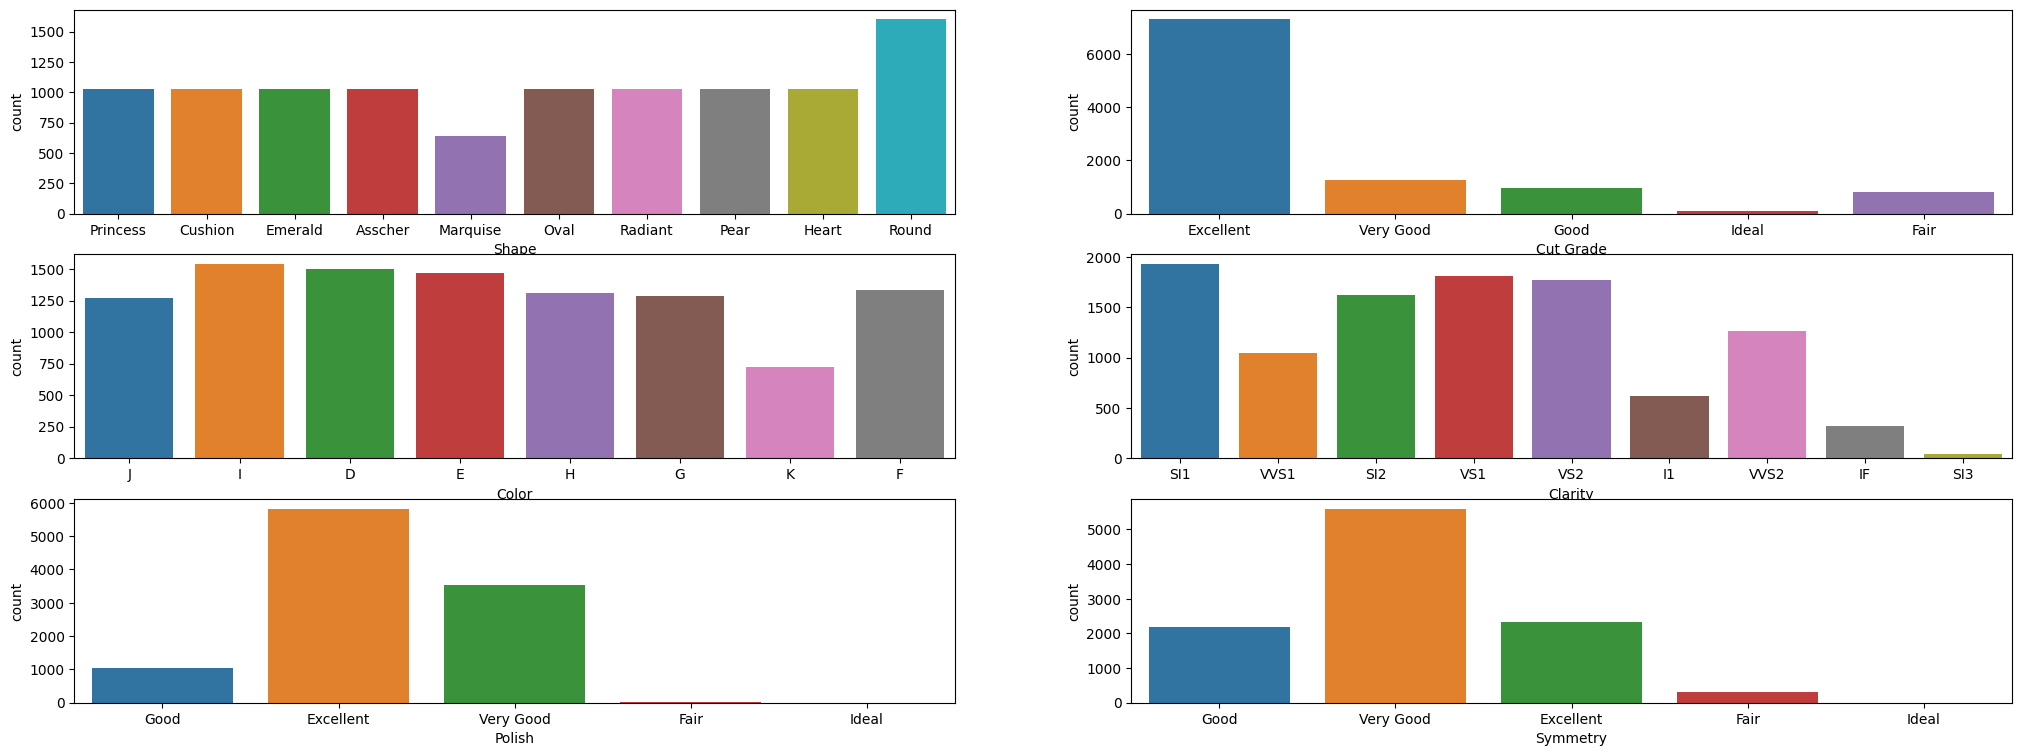 1500
1250
1000
750
500
250
0
count
Princess Cushion Emerald Asscher Marquise Oval Radiant Pear Heart Round
Shape
6000
4000
2000
0
count
Excellent Very Good Good Ideal Fair
Cut Grade
1500
1250
1000
750
500
250
0
count
J I D E H G K F
Color
2000
1500
1000
500
0
count
SI1 VVS1 SI2 VS1 VS2 I1 VVS2 IF SI3
Clarity
6000
5000
4000
3000
2000
1000
0
count
Good Excellent Very Good Fair Ideal
Polish
5000
4000
3000
2000
1000
0
count
Good Very Good Excellent Fair Ideal
Symmetry